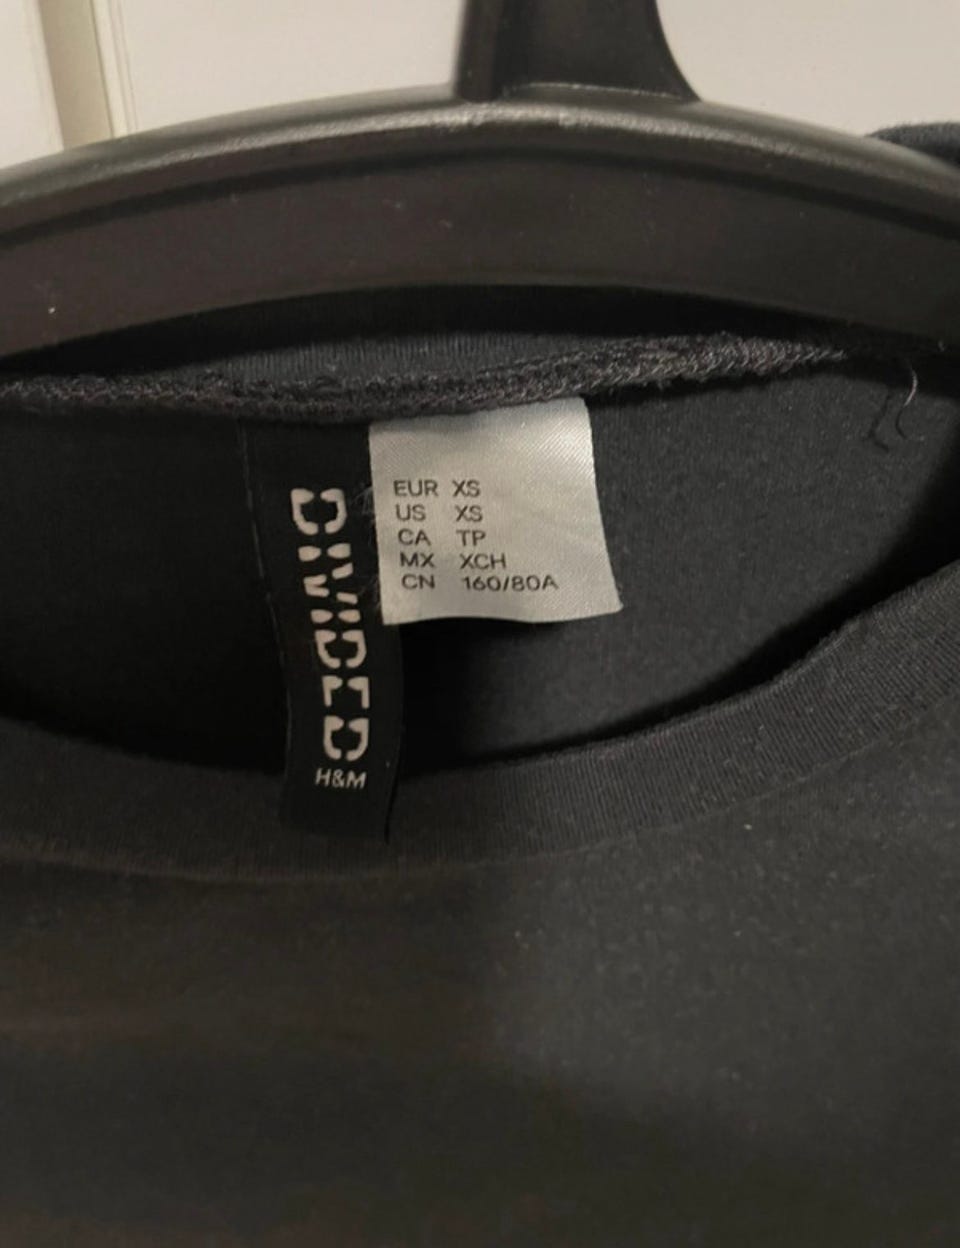 DIVIDED
H&M
EUR XS
US XS
CA TP
MX XCH
CN 160/80A